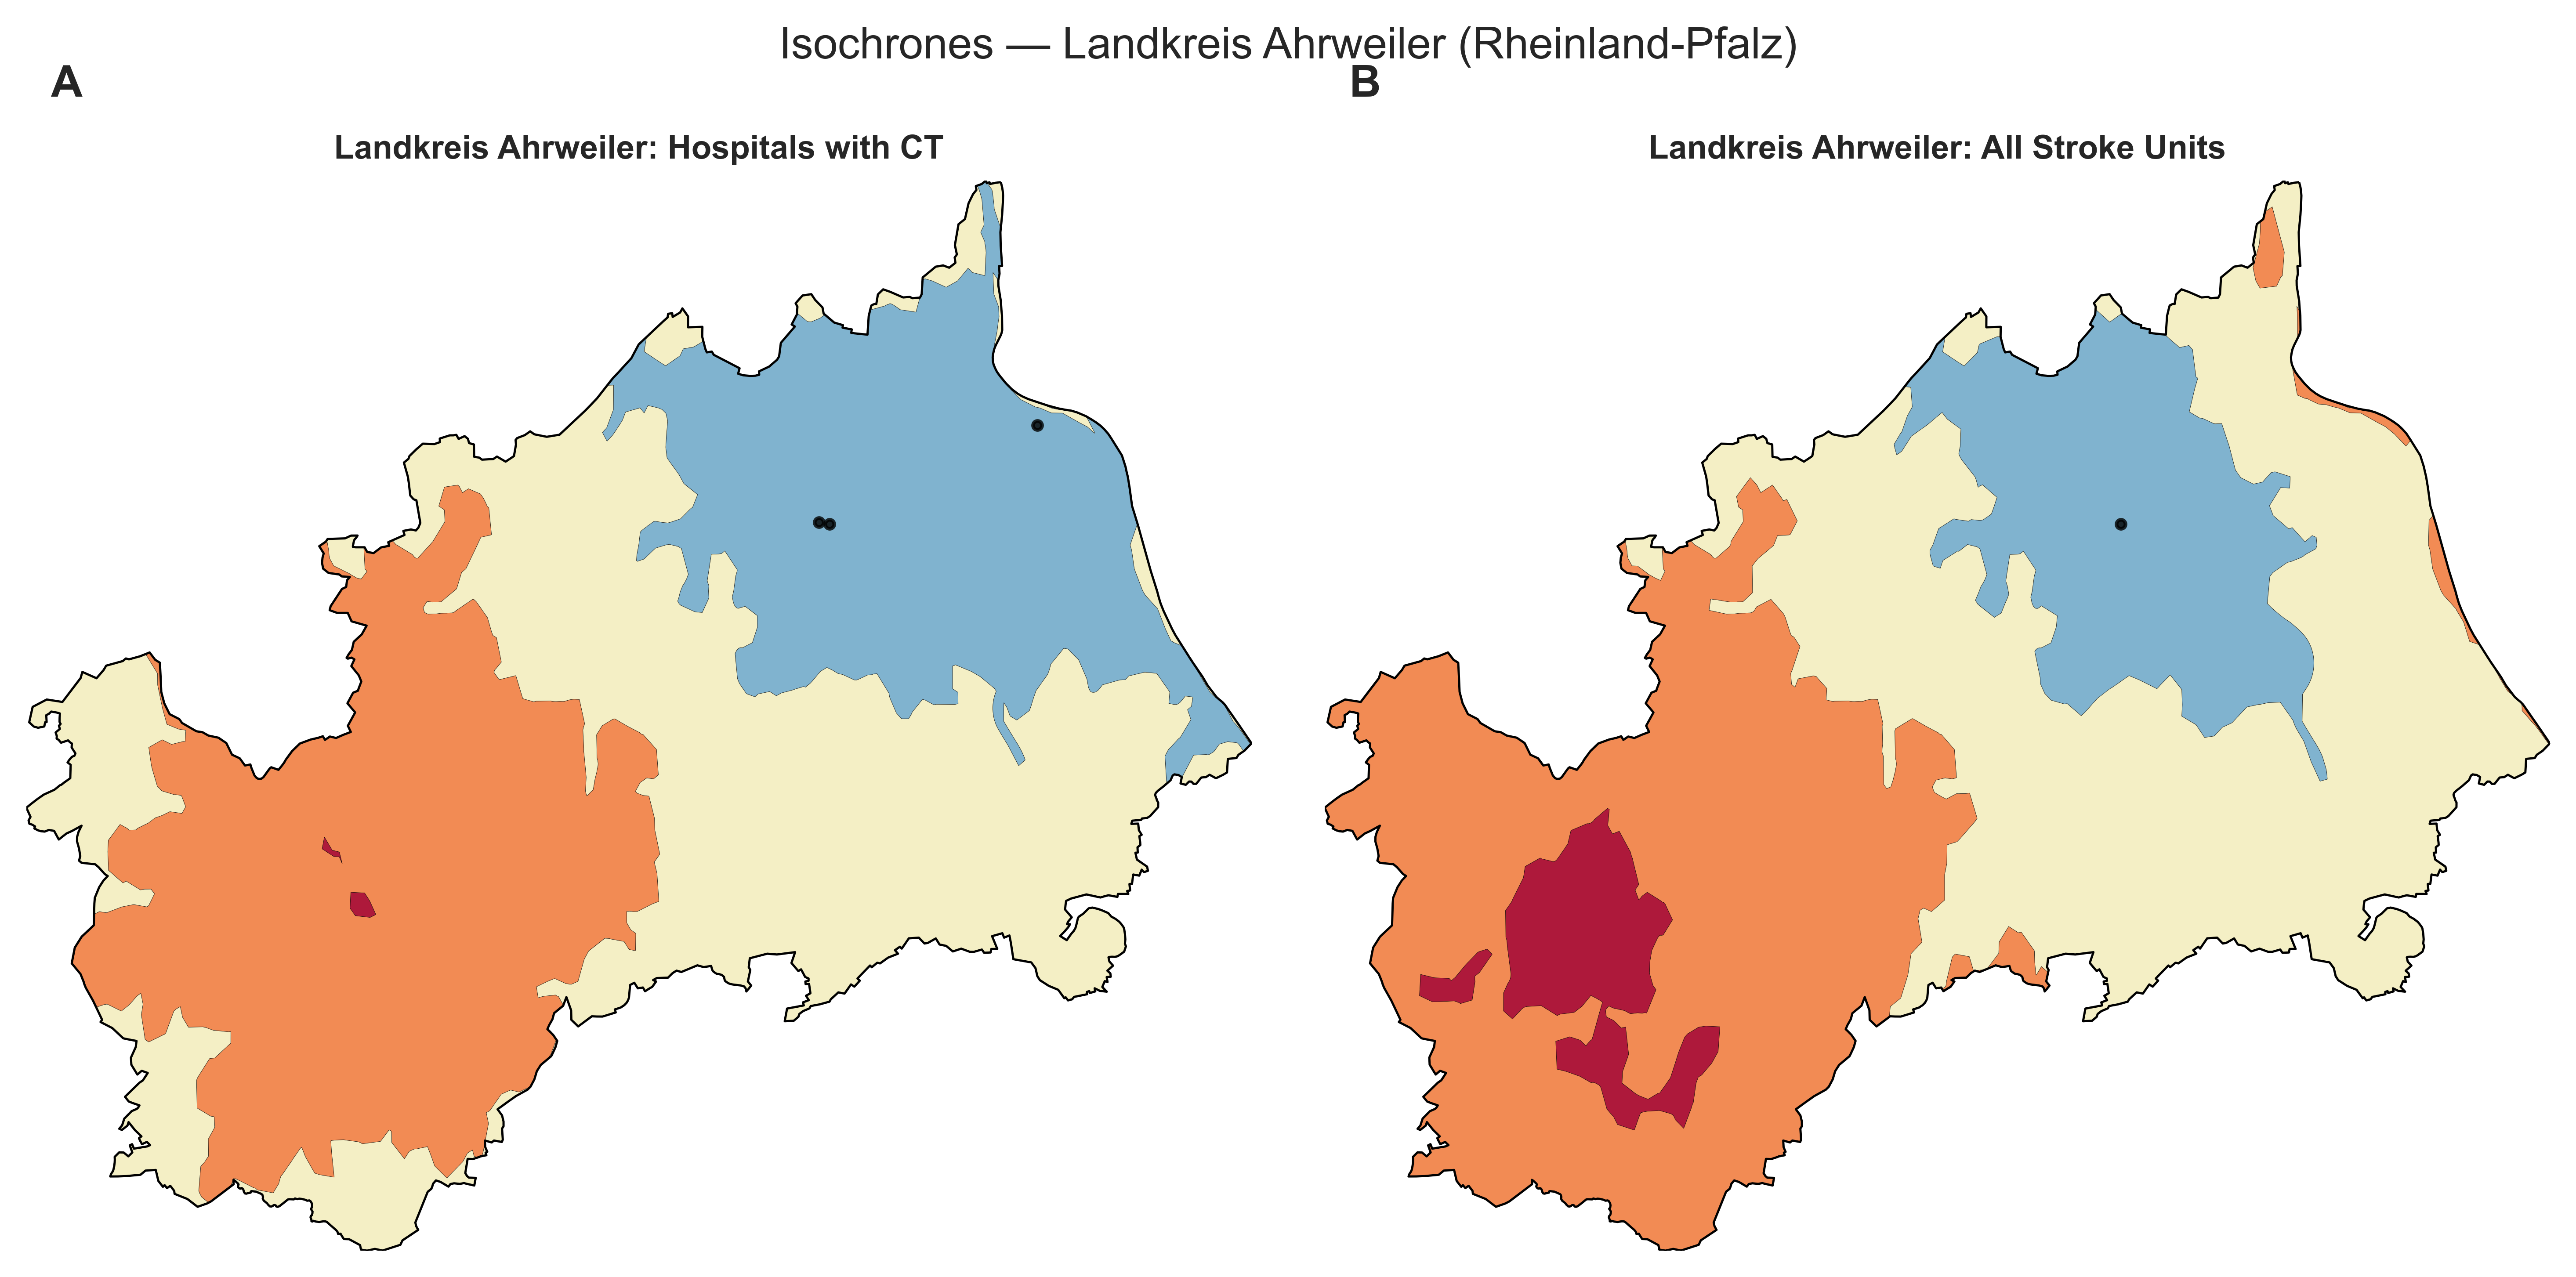 Isochrones — Landkreis Ahrweiler (Rheinland-Pfalz)
A
B
Landkreis Ahrweiler: Hospitals with CT
Landkreis Ahrweiler: All Stroke Units